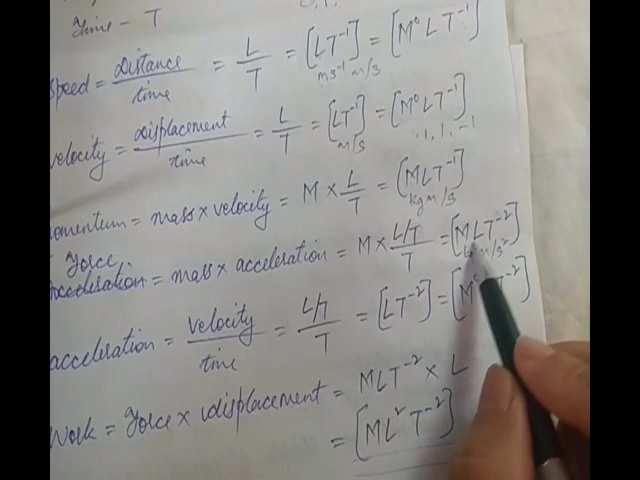 Time - T
speed = distance/time = L/T = [LT⁻¹] = [M⁰LT⁻¹]
ms⁻¹ m/s
velocity = displacement/time = L/T = [LT⁻¹] = [M⁰LT⁻¹]
m/s 1, 1, -1
momentum = mass × velocity = M × L/T = [MLT⁻¹]
kg m/s
Force
acceleration = mass × acceleration = M × L/T/T = [MLT⁻²]
m/s²
acceleration = velocity/time = L/T/T = [LT⁻²] = [M T⁻²]
Work = Force × displacement = MLT⁻² × L
= [ML²T⁻²]